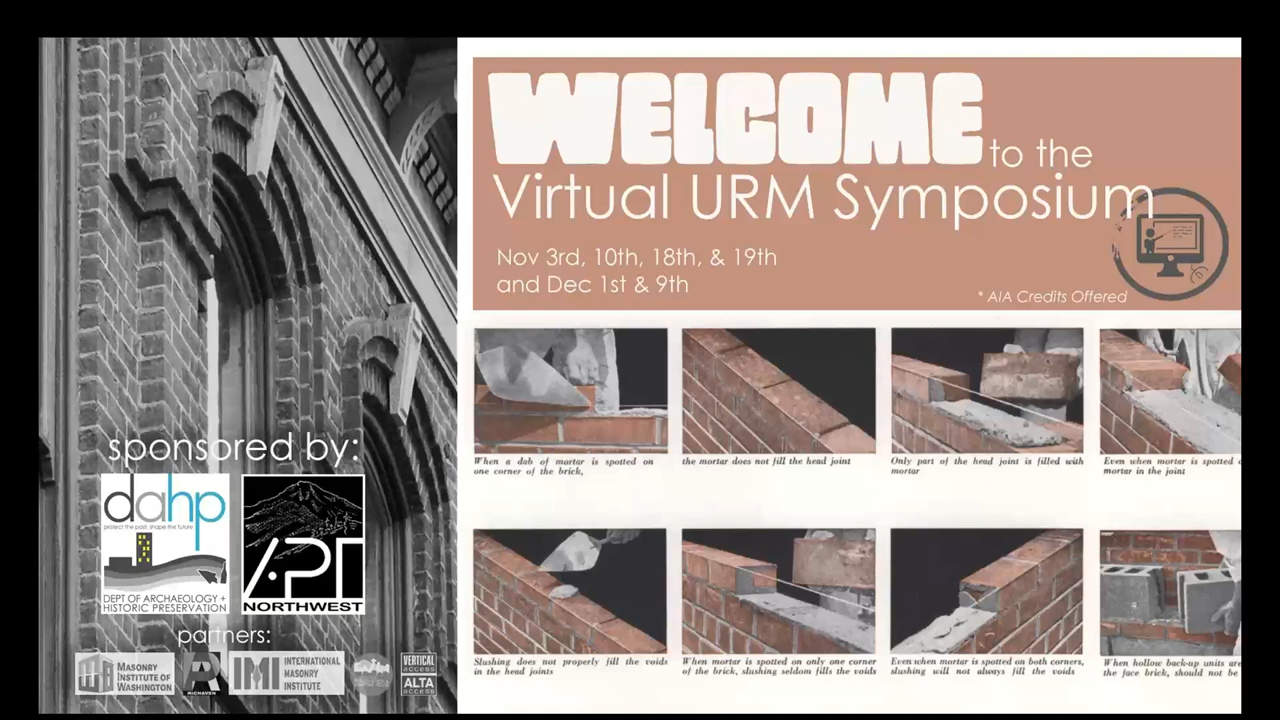 WELCOME to the
Virtual URM Symposium
Nov 3rd, 10th, 18th, & 19th
and Dec 1st & 9th
* AIA Credits Offered
sponsored by:
dahp
protect the past, shape the future
DEPT OF ARCHAEOLOGY +
HISTORIC PRESERVATION
APT
NORTHWEST
partners:
MASONRY
INSTITUTE OF
WASHINGTON
RICHAVEN
IMI INTERNATIONAL
MASONRY
INSTITUTE
VERTICAL
access
ALTA
access
When a dab of mortar is spotted on
one corner of the brick,
the mortar does not fill the head joint
Only part of the head joint is filled with
mortar
Even when mortar is spotted
mortar in the joint
Slushing does not properly fill the voids
in the head joints
When mortar is spotted on only one corner
of the brick, slushing seldom fills the voids
Even when mortar is spotted on both corners,
slushing will not always fill the voids
When hollow back-up units are
the face brick, should not be